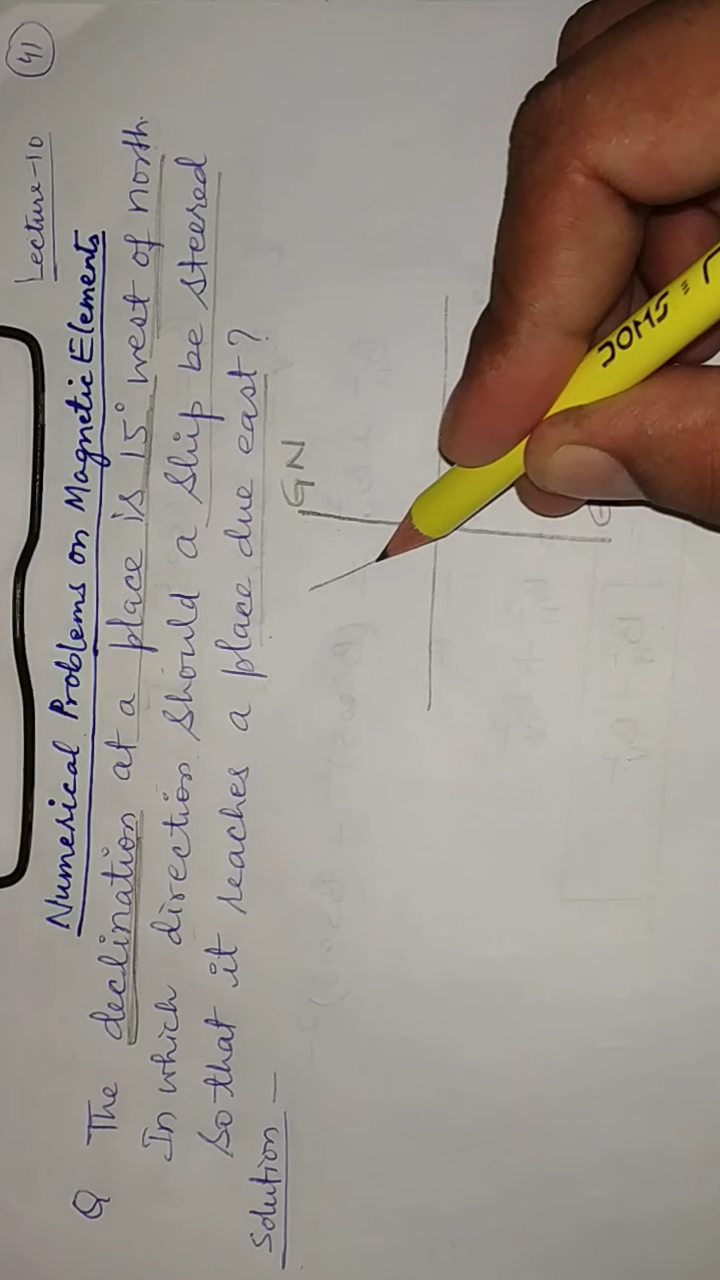 41
Lecture-10
Numerical Problems on Magnetic Elements
Q The declination at a place is 15° west of north.
In which direction should a ship be steered
so that it reaches a place due east?
Solution -
GN
G
DOMS